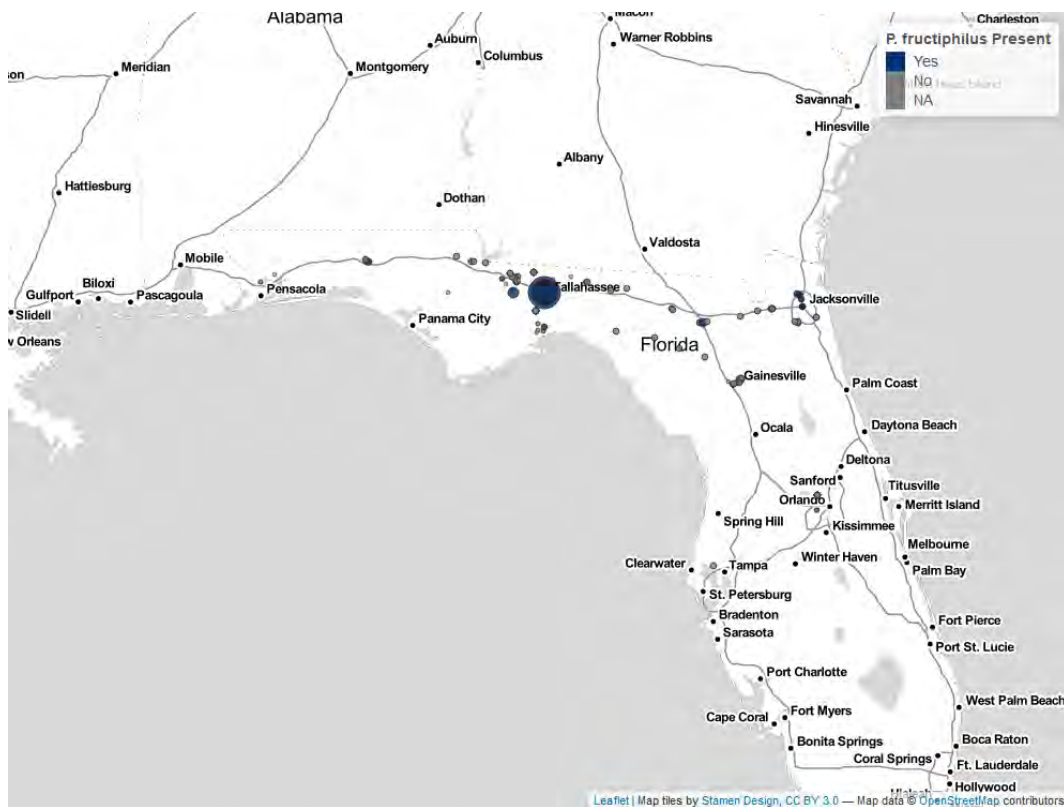 Alabama
Macon
Charleston
Warner Robbins
Auburn
Columbus
Meridian
Montgomery
P. fructiphilus Present
Yes
No
NA
Savannah
Hinesville
Albany
Hattiesburg
Dothan
Valdosta
Mobile
Biloxi
Gulfport
Pascagoula
Pensacola
Tallahassee
Jacksonville
Slidell
Panama City
w Orleans
Florida
Gainesville
Palm Coast
Ocala
Daytona Beach
Deltona
Sanford
Titusville
Orlando
Merritt Island
Spring Hill
Kissimmee
Melbourne
Clearwater
Tampa
Winter Haven
Palm Bay
St. Petersburg
Bradenton
Fort Pierce
Sarasota
Port St. Lucie
Port Charlotte
West Palm Beach
Cape Coral
Fort Myers
Bonita Springs
Boca Raton
Coral Springs
Ft. Lauderdale
Hollywood
Leaflet | Map tiles by Stamen Design, CC BY 3.0 — Map data © OpenStreetMap contributors